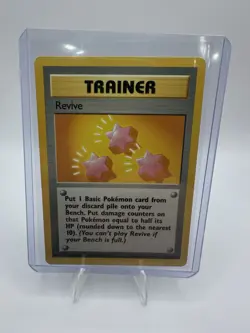 TRAINER
Revive
Put 1 Basic Pokémon card from
your discard pile onto your
Bench. Put damage counters on
that Pokémon equal to half its
HP (rounded down to the nearest
10). (You can't play Revive if
your Bench is full.)